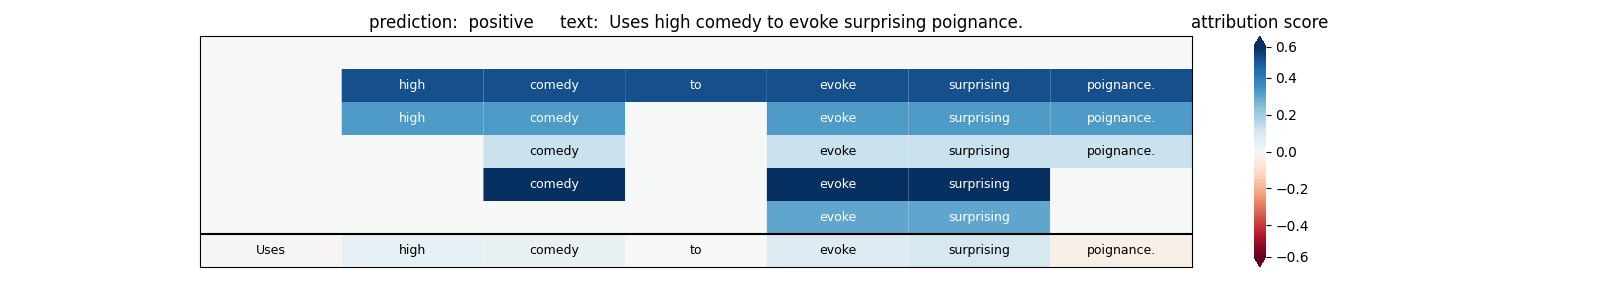 prediction:  positive     text:  Uses high comedy to evoke surprising poignance.
attribution score
high comedy to evoke surprising poignance.
high comedy evoke surprising poignance.
comedy evoke surprising poignance.
comedy evoke surprising
evoke surprising
Uses high comedy to evoke surprising poignance.
0.6
0.4
0.2
0.0
−0.2
−0.4
−0.6